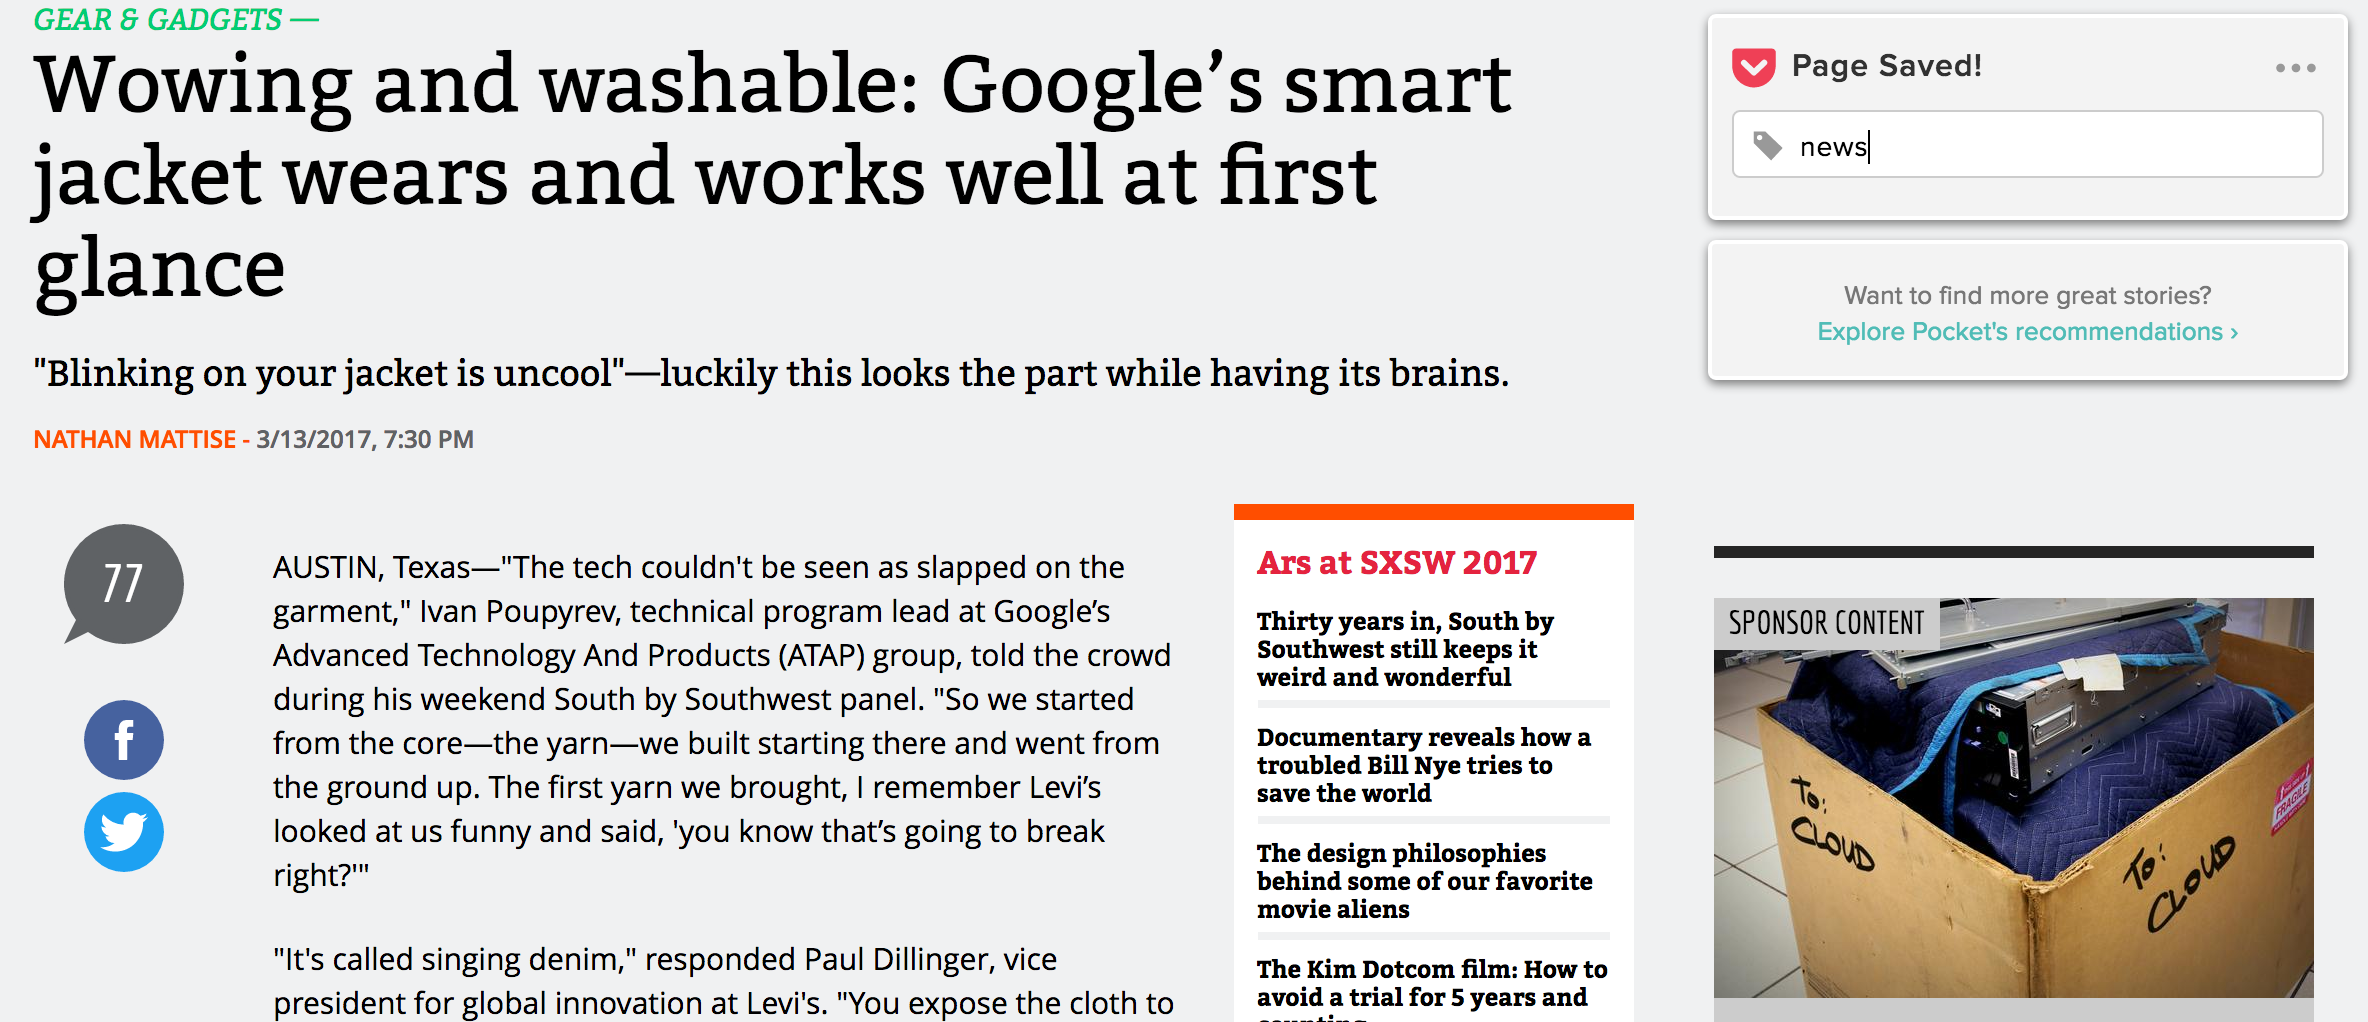 GEAR & GADGETS —
Wowing and washable: Google’s smart
jacket wears and works well at first
glance
"Blinking on your jacket is uncool"—luckily this looks the part while having its brains.
NATHAN MATTISE - 3/13/2017, 7:30 PM
77
f
AUSTIN, Texas—"The tech couldn't be seen as slapped on the
garment," Ivan Poupyrev, technical program lead at Google’s
Advanced Technology And Products (ATAP) group, told the crowd
during his weekend South by Southwest panel. "So we started
from the core—the yarn—we built starting there and went from
the ground up. The first yarn we brought, I remember Levi’s
looked at us funny and said, 'you know that’s going to break
right?'"
"It's called singing denim," responded Paul Dillinger, vice
president for global innovation at Levi's. "You expose the cloth to
Ars at SXSW 2017
Thirty years in, South by
Southwest still keeps it
weird and wonderful
Documentary reveals how a
troubled Bill Nye tries to
save the world
The design philosophies
behind some of our favorite
movie aliens
The Kim Dotcom film: How to
avoid a trial for 5 years and
Page Saved!
news
Want to find more great stories?
Explore Pocket's recommendations ›
SPONSOR CONTENT
To:
CLOUD
To:
CLOUD
FRAGILE